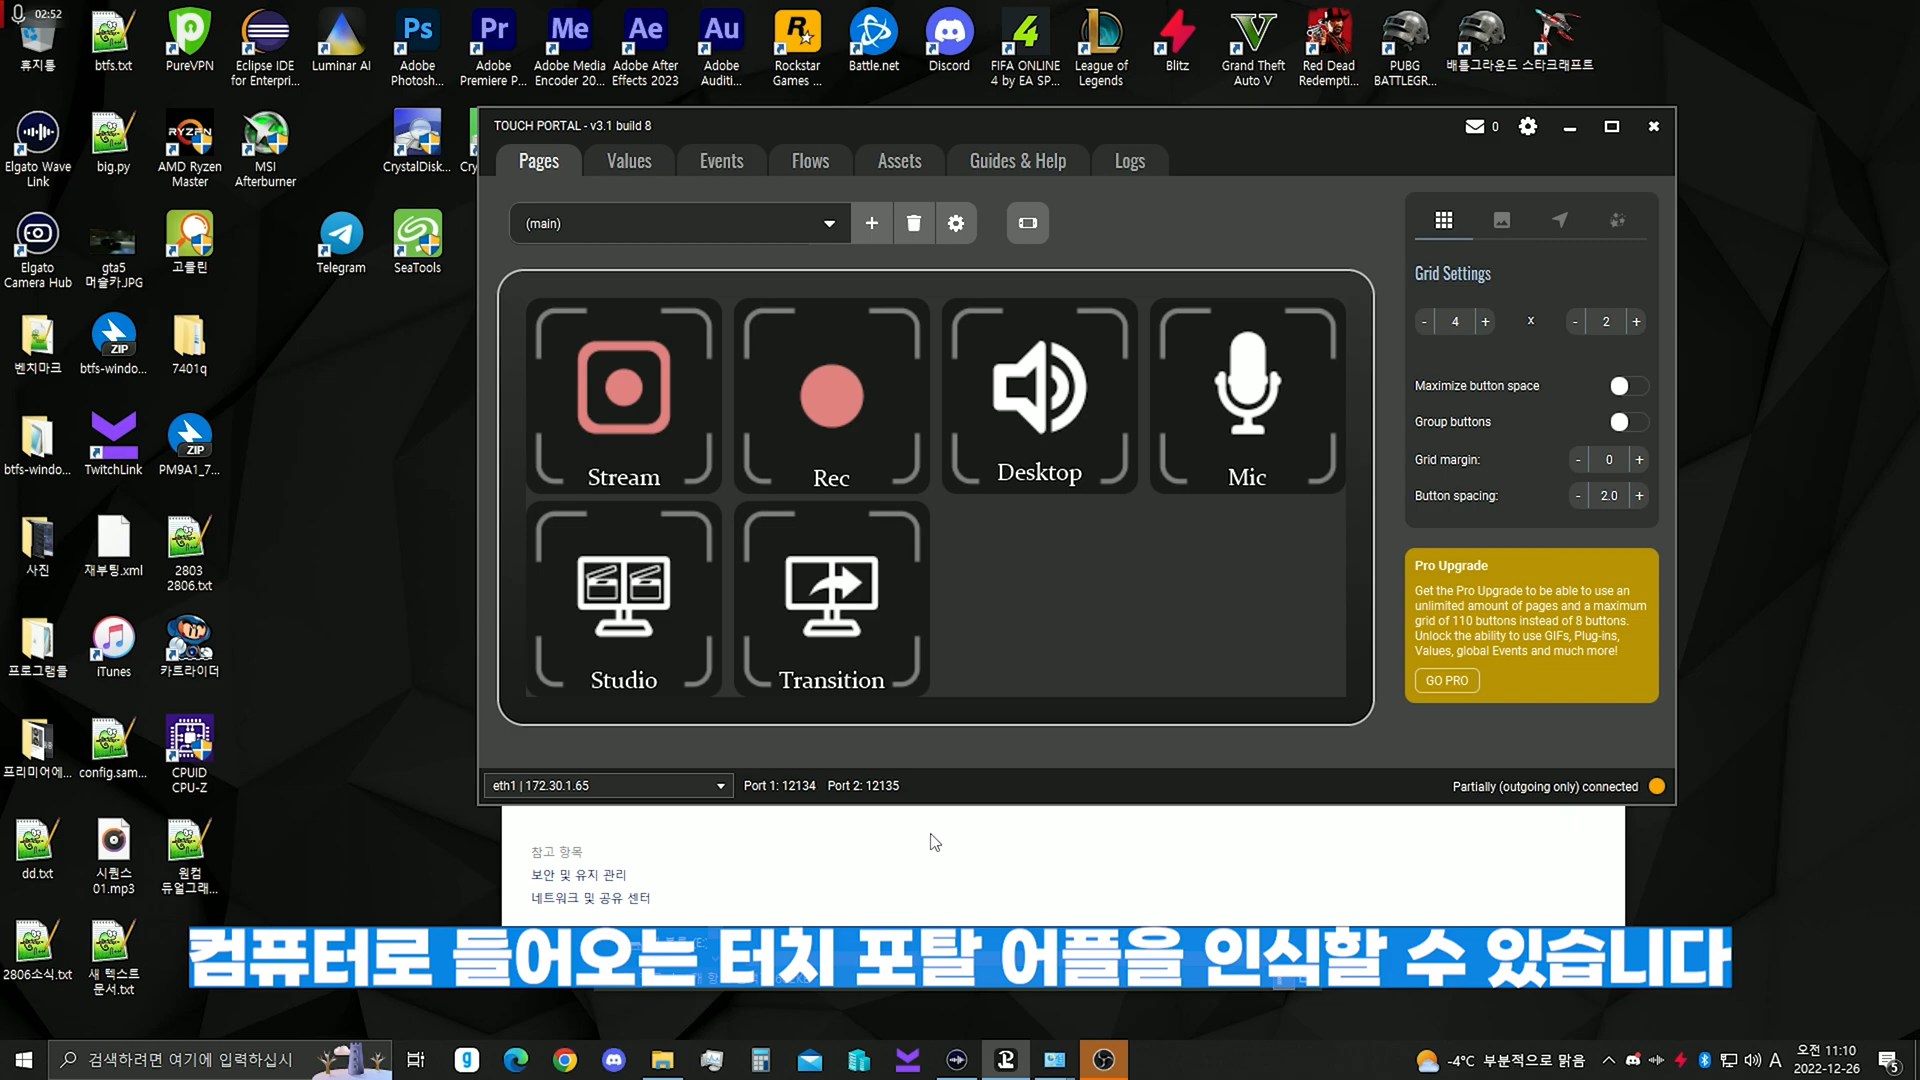 02:52
휴지통
btfs.txt
PureVPN
Eclipse IDE
for Enterpri...
Luminar AI
Ps
Adobe
Photosh...
Pr
Adobe
Premiere P...
Me
Adobe Media
Encoder 20...
Ae
Adobe After
Effects 2023
Au
Adobe
Auditi...
Rockstar
Games ...
Battle.net
Discord
FIFA ONLINE
4 by EA SP...
League of
Legends
Blitz
Grand Theft
Auto V
Red Dead
Redempti...
PUBG
BATTLEGR...
배틀그라운드
스타크래프트
Elgato Wave
Link
big.py
RYZEN
AMD Ryzen
Master
MSI
Afterburner
CrystalDisk...
Elgato
Camera Hub
gta5
머슬카.JPG
고클린
Telegram
SeaTools
벤치마크
ZIP
btfs-windo...
7401q
btfs-windo...
TwitchLink
ZIP
PM9A1_7...
사진
재부팅.xml
2803
2806.txt
프로그램들
iTunes
카트라이더
프리미어에...
config.sam...
CPUID
CPU-Z
dd.txt
시퀀스
01.mp3
원컴
듀얼그래...
2806소식.txt
새 텍스트
문서.txt
TOUCH PORTAL - v3.1 build 8
0
Pages
Values
Events
Flows
Assets
Guides & Help
Logs
(main)
Stream
Rec
Desktop
Mic
Studio
Transition
Grid Settings
- 4 + x - 2 +
Maximize button space
Group buttons
Grid margin: - 0 +
Button spacing: - 2.0 +
Pro Upgrade
Get the Pro Upgrade to be able to use an
unlimited amount of pages and a maximum
grid of 110 buttons instead of 8 buttons.
Unlock the ability to use GIFs, Plug-ins,
Values, global Events and much more!
GO PRO
eth1 | 172.30.1.65
Port 1: 12134
Port 2: 12135
Partially (outgoing only) connected
참고 항목
보안 및 유지 관리
네트워크 및 공유 센터
컴퓨터로 들어오는 터치 포탈 어플을 인식할 수 있습니다
검색하려면 여기에 입력하십시
-4°C 부분적으로 맑음
A
오전 11:10
2022-12-26
5